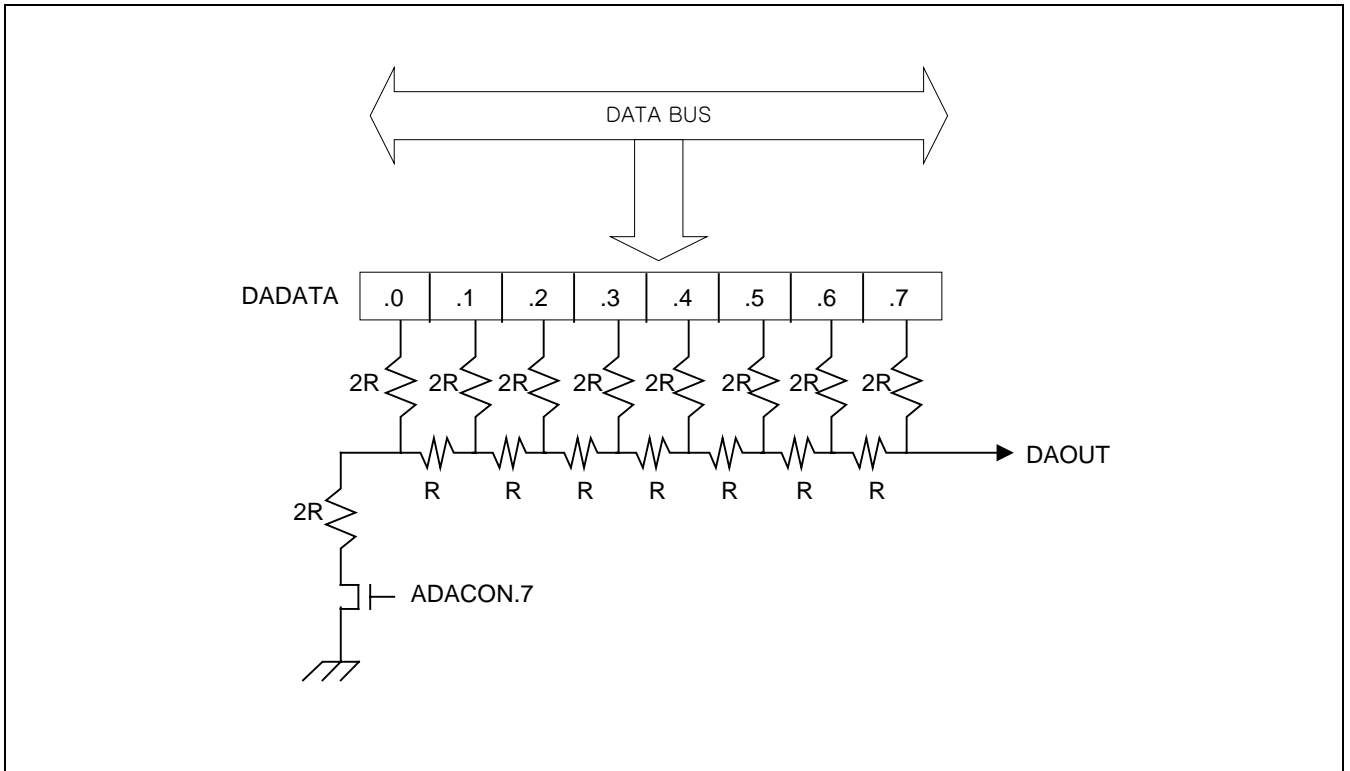 DATA BUS
DADATA .0 .1 .2 .3 .4 .5 .6 .7
2R 2R 2R 2R 2R 2R 2R 2R
DAOUT
R R R R R R R
2R
ADACON.7